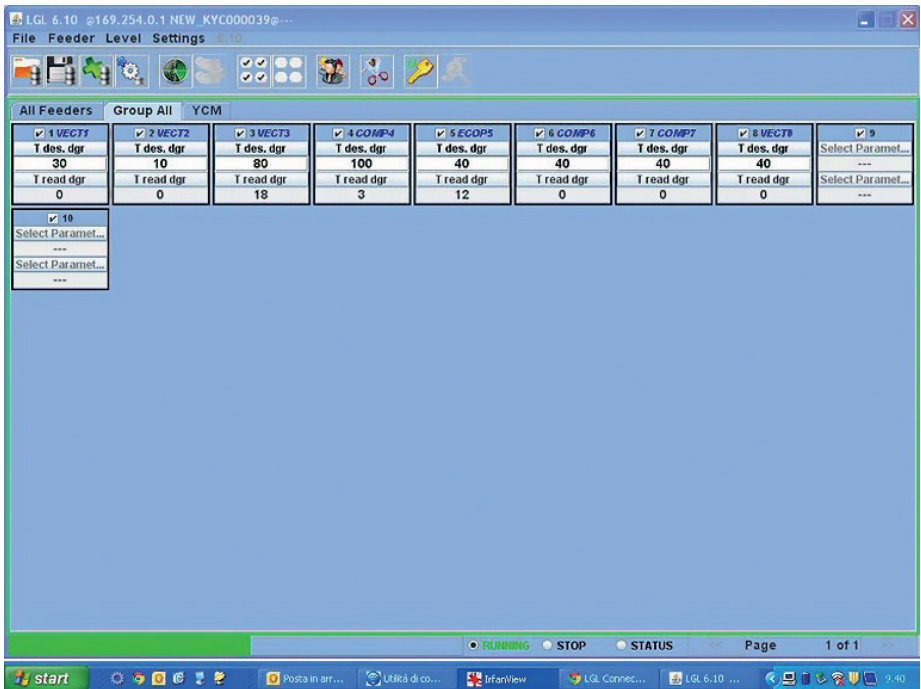 LGL 6.10 @169.254.0.1 NEW_KYC000039@---
File Feeder Level Settings 6.10
All Feeders Group All YCM
1 VECT1 2 VECT2 3 VECT3 4 COMP4 5 ECOP5 6 COMP6 7 COMP7 8 VECT8 9
T des. dgr T des. dgr T des. dgr T des. dgr T des. dgr T des. dgr T des. dgr T des. dgr Select Paramet...
30 10 80 100 40 40 40 40 ---
T read dgr T read dgr T read dgr T read dgr T read dgr T read dgr T read dgr T read dgr Select Paramet...
0 0 18 3 12 0 0 0 ---
10
Select Paramet...
---
Select Paramet...
---
RUNNING STOP STATUS << Page 1 of 1 >>
start Posta in arr... Utilità di co... IrfanView LGL Connec... LGL 6.10 ... 9.40